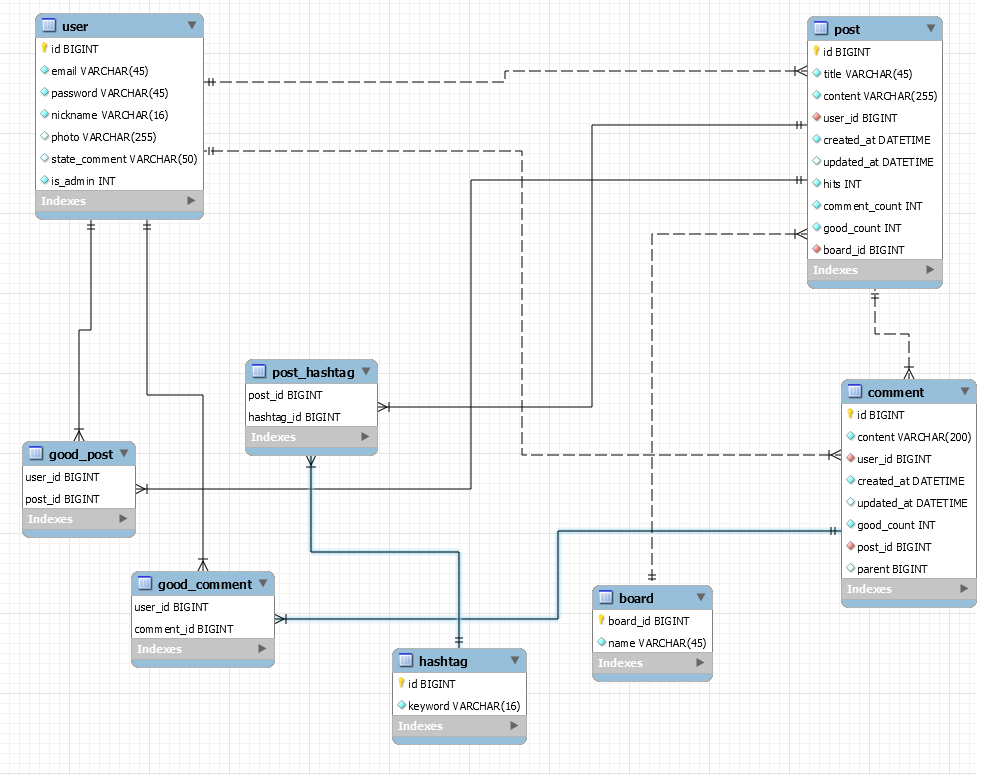 user
id BIGINT
email VARCHAR(45)
password VARCHAR(45)
nickname VARCHAR(16)
photo VARCHAR(255)
state_comment VARCHAR(50)
is_admin INT
Indexes
post
id BIGINT
title VARCHAR(45)
content VARCHAR(255)
user_id BIGINT
created_at DATETIME
updated_at DATETIME
hits INT
comment_count INT
good_count INT
board_id BIGINT
Indexes
post_hashtag
post_id BIGINT
hashtag_id BIGINT
Indexes
comment
id BIGINT
content VARCHAR(200)
user_id BIGINT
created_at DATETIME
updated_at DATETIME
good_count INT
post_id BIGINT
parent BIGINT
Indexes
good_post
user_id BIGINT
post_id BIGINT
Indexes
good_comment
user_id BIGINT
comment_id BIGINT
Indexes
board
board_id BIGINT
name VARCHAR(45)
Indexes
hashtag
id BIGINT
keyword VARCHAR(16)
Indexes